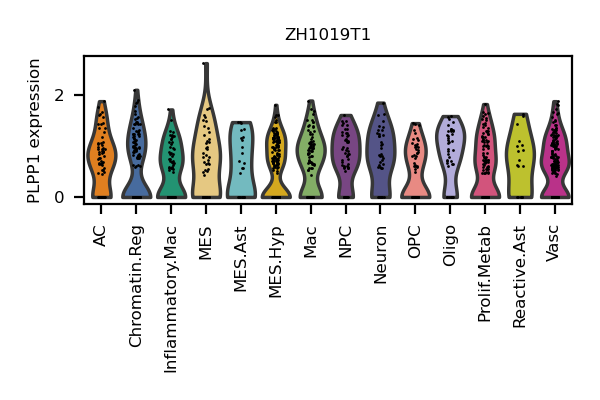 ZH1019T1
PLPP1 expression
2
0
AC
Chromatin.Reg
Inflammatory.Mac
MES
MES.Ast
MES.Hyp
Mac
NPC
Neuron
OPC
Oligo
Prolif.Metab
Reactive.Ast
Vasc